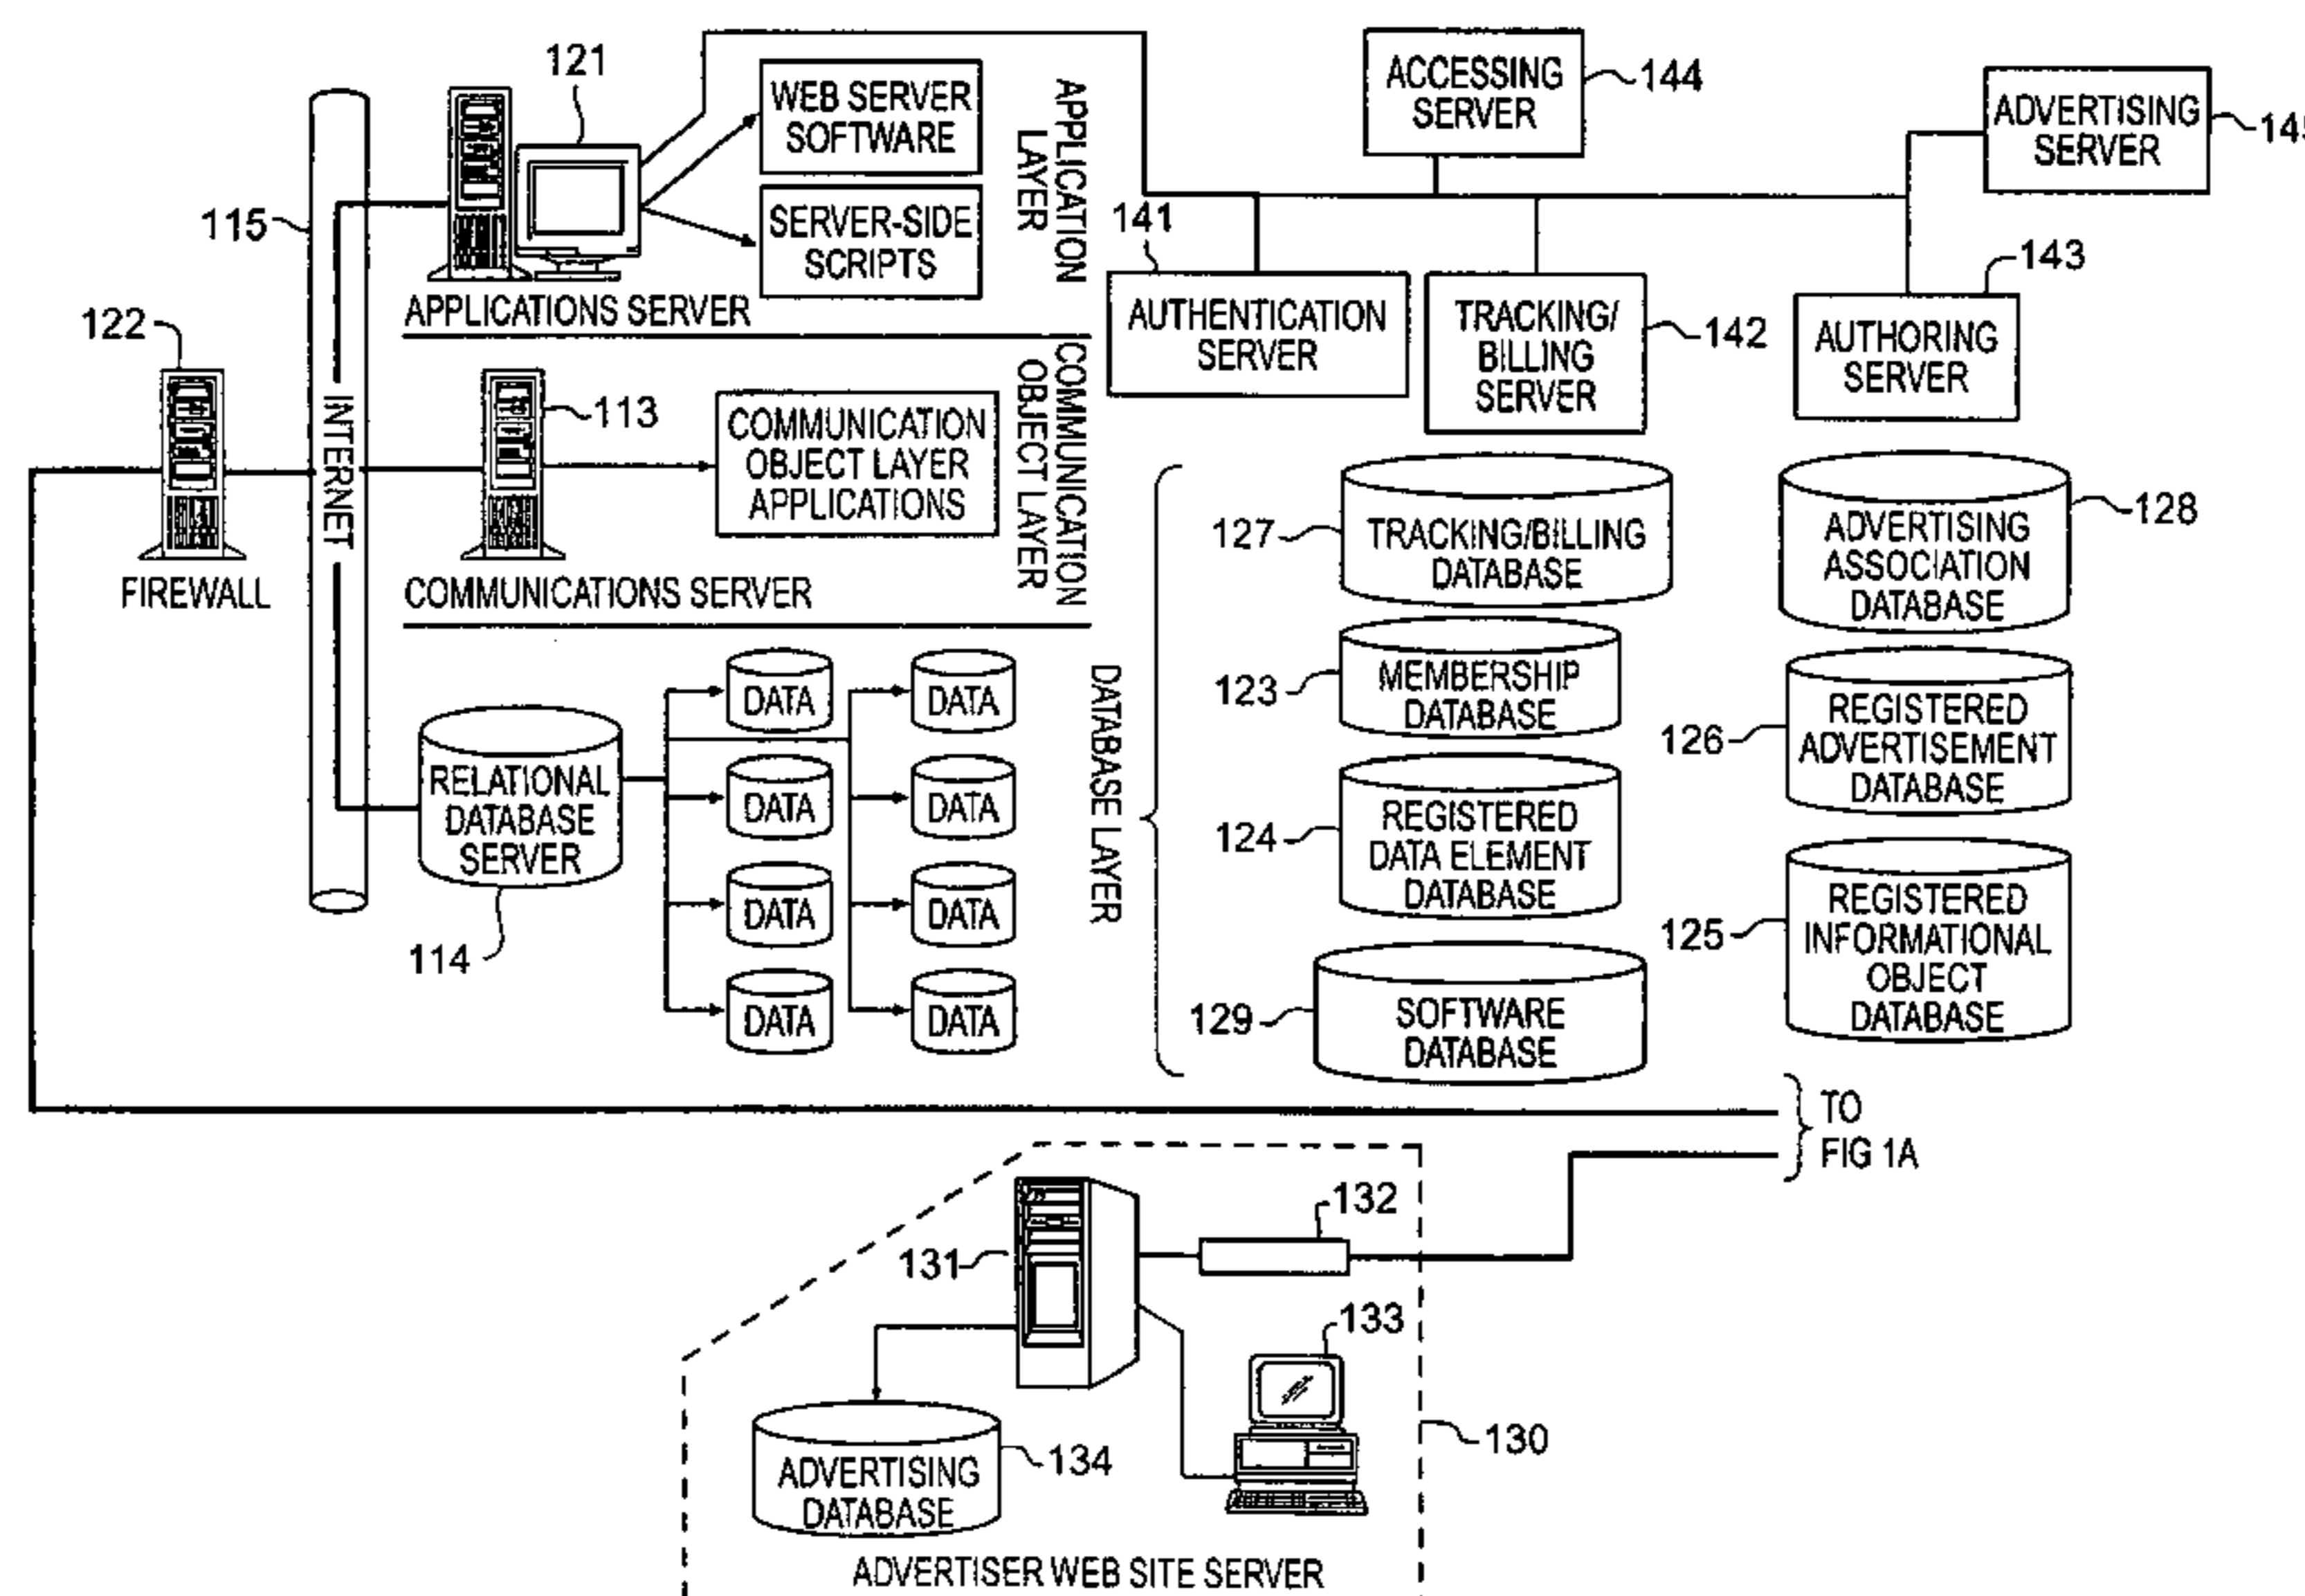 121
WEB SERVER
SOFTWARE
SERVER-SIDE
SCRIPTS
APPLICATION
LAYER
APPLICATIONS SERVER
115
122
FIREWALL
INTERNET
113
COMMUNICATION
OBJECT LAYER
APPLICATIONS
COMMUNICATION
OBJECT LAYER
COMMUNICATIONS SERVER
ACCESSING
SERVER
144
ADVERTISING
SERVER
145
141
AUTHENTICATION
SERVER
TRACKING/
BILLING
SERVER
142
143
AUTHORING
SERVER
RELATIONAL
DATABASE
SERVER
114
DATA
DATA
DATA
DATA
DATA
DATA
DATA
DATA
DATABASE LAYER
127
TRACKING/BILLING
DATABASE
123
MEMBERSHIP
DATABASE
124
REGISTERED
DATA ELEMENT
DATABASE
129
SOFTWARE
DATABASE
128
ADVERTISING
ASSOCIATION
DATABASE
126
REGISTERED
ADVERTISEMENT
DATABASE
125
REGISTERED
INFORMATIONAL
OBJECT
DATABASE
TO
FIG 1A
131
132
133
130
134
ADVERTISING
DATABASE
ADVERTISER WEB SITE SERVER